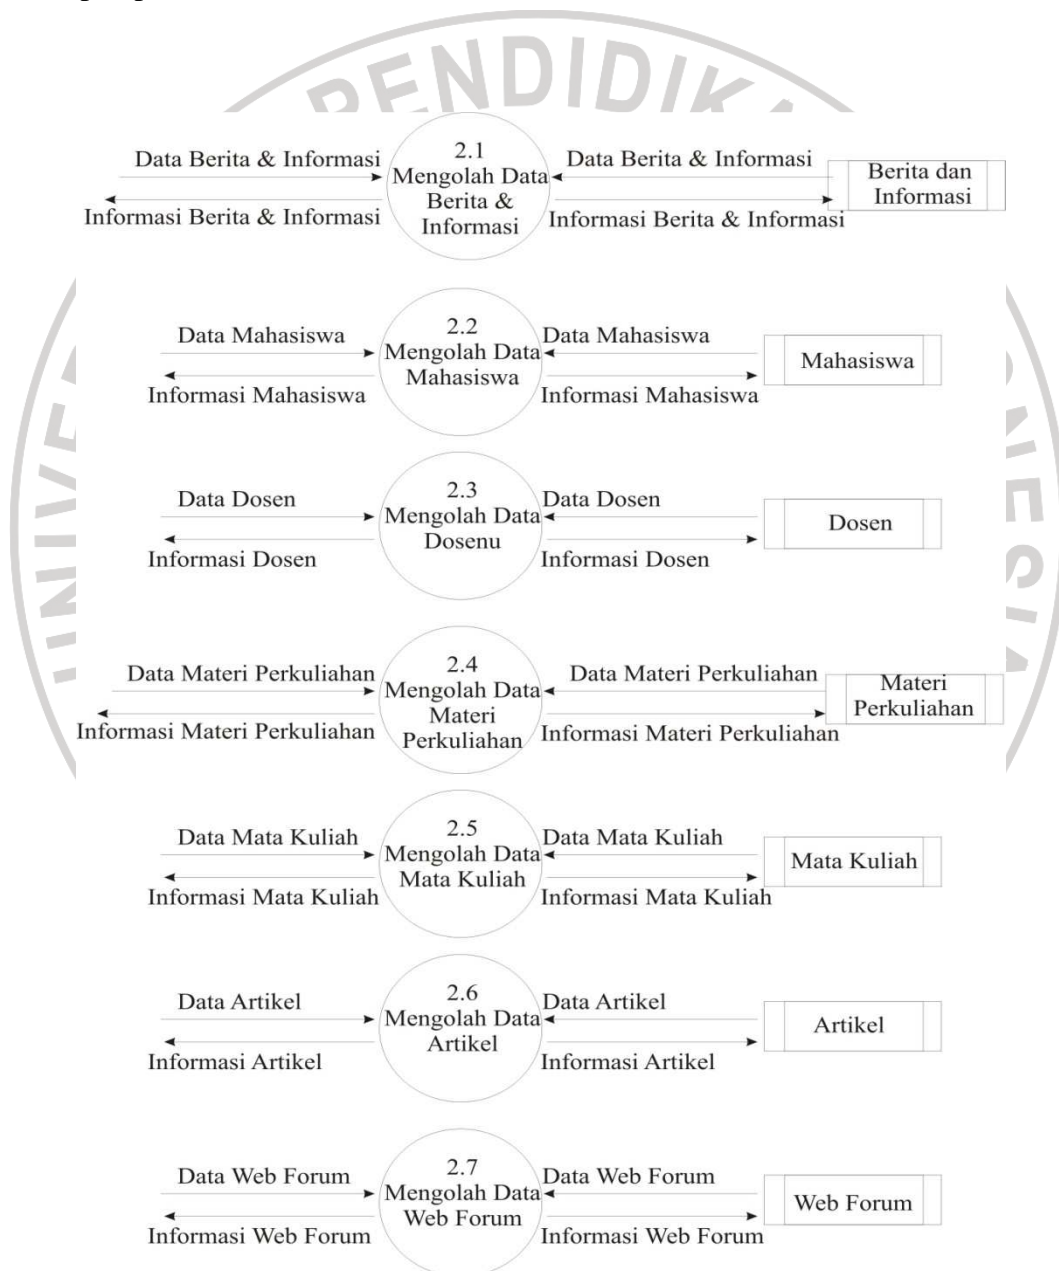 PENDIDIKA
UNIVE
ONESIA
Data Berita & Informasi
Informasi Berita & Informasi
2.1
Mengolah Data
Berita &
Informasi
Data Berita & Informasi
Informasi Berita & Informasi
Berita dan
Informasi
Data Mahasiswa
Informasi Mahasiswa
2.2
Mengolah Data
Mahasiswa
Data Mahasiswa
Informasi Mahasiswa
Mahasiswa
Data Dosen
Informasi Dosen
2.3
Mengolah Data
Dosenu
Data Dosen
Informasi Dosen
Dosen
Data Materi Perkuliahan
Informasi Materi Perkuliahan
2.4
Mengolah Data
Materi
Perkuliahan
Data Materi Perkuliahan
Informasi Materi Perkuliahan
Materi
Perkuliahan
Data Mata Kuliah
Informasi Mata Kuliah
2.5
Mengolah Data
Mata Kuliah
Data Mata Kuliah
Informasi Mata Kuliah
Mata Kuliah
Data Artikel
Informasi Artikel
2.6
Mengolah Data
Artikel
Data Artikel
Informasi Artikel
Artikel
Data Web Forum
Informasi Web Forum
2.7
Mengolah Data
Web Forum
Data Web Forum
Informasi Web Forum
Web Forum